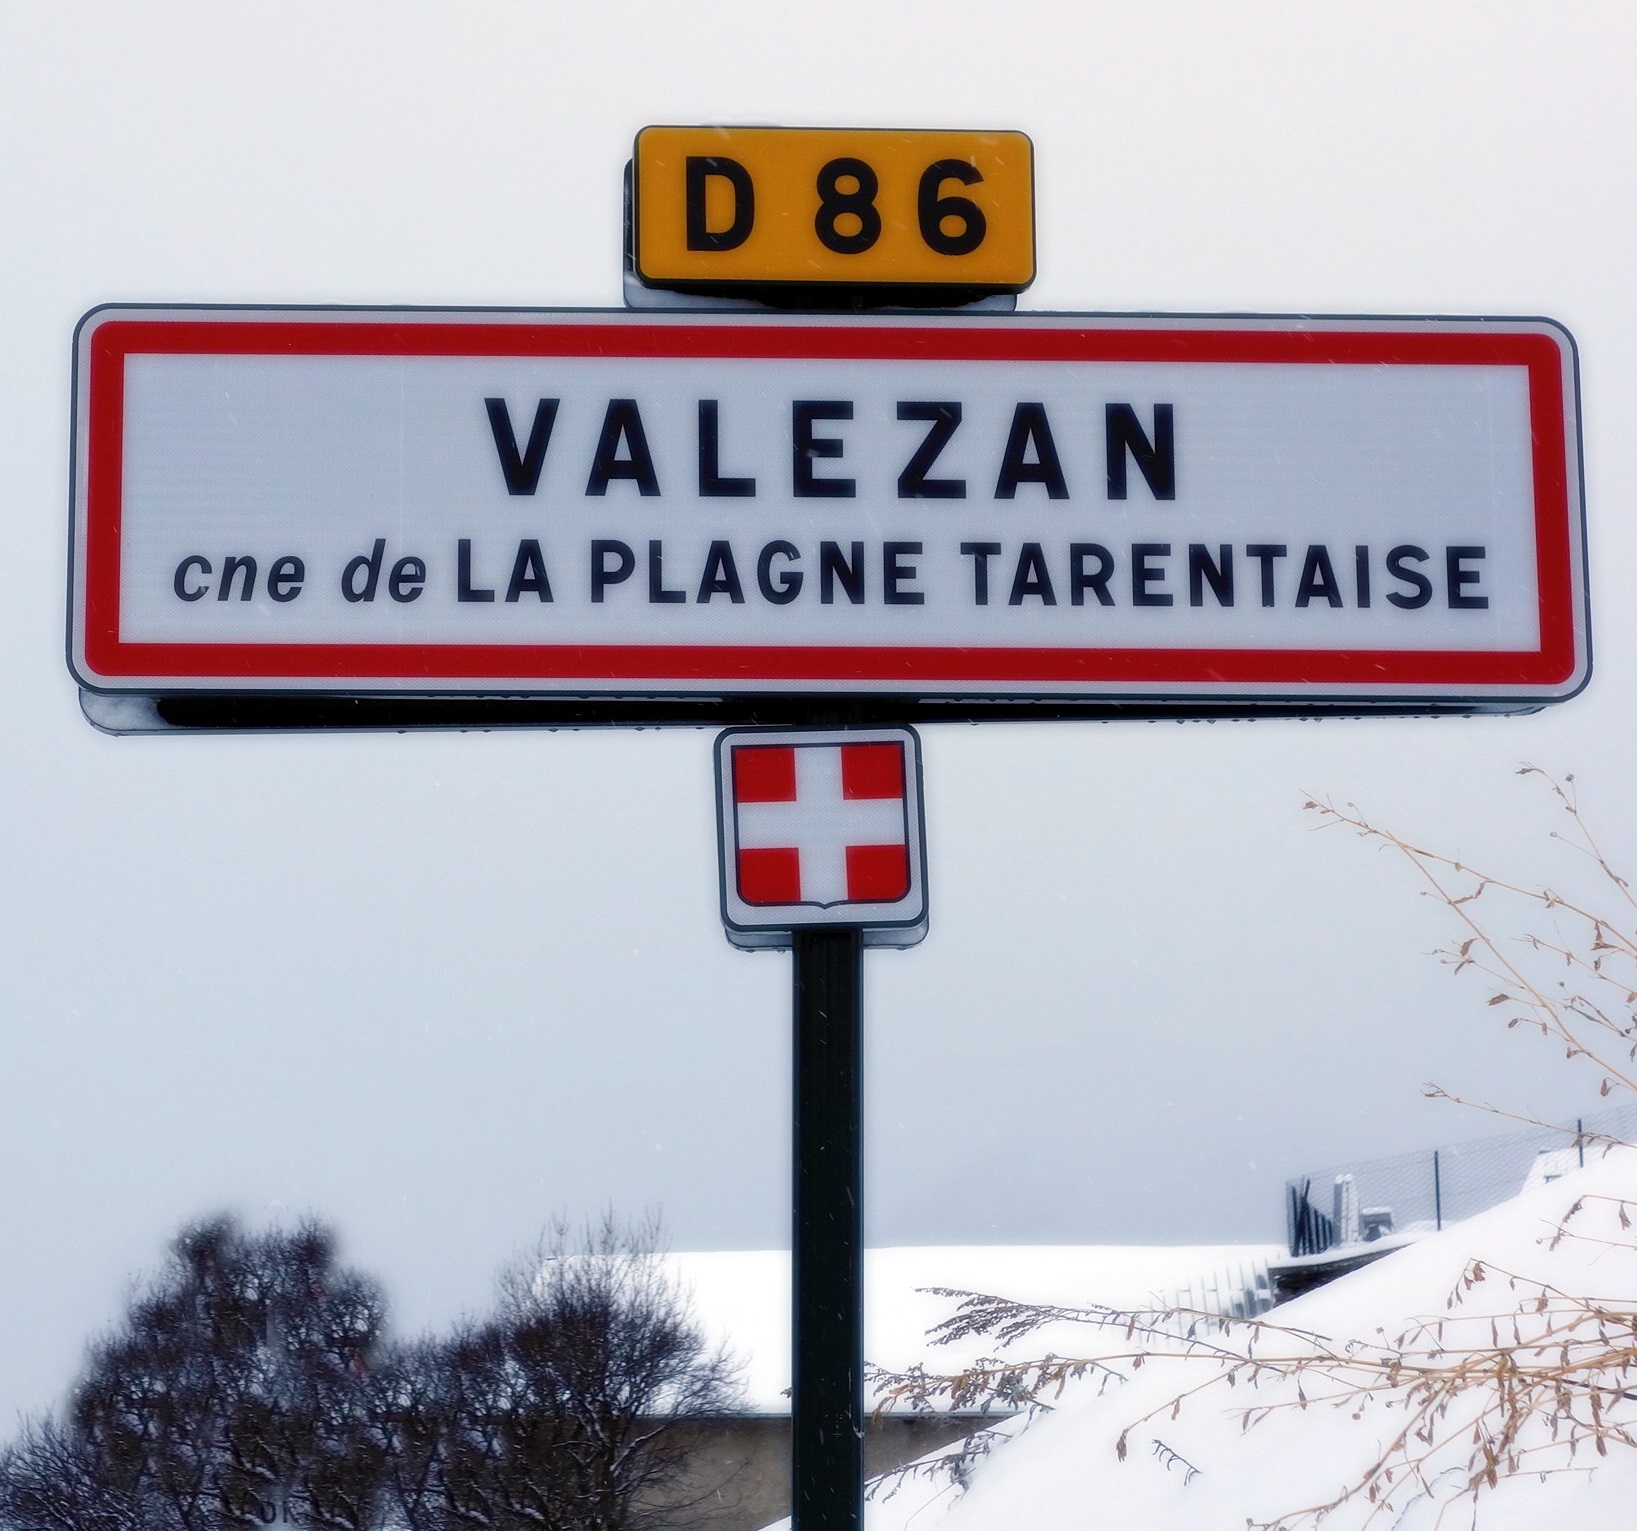 D 86
VALEZAN
cne de LA PLAGNE TARENTAISE